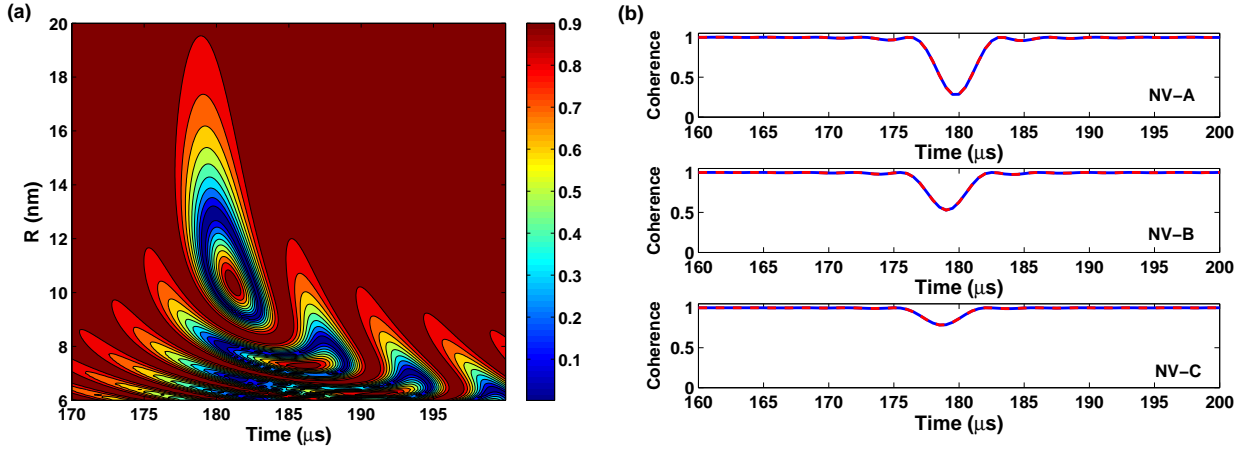 (a)
20
18
16
14
12
10
8
6
R (nm)
170 175 180 185 190 195
Time (μs)
0.9
0.8
0.7
0.6
0.5
0.4
0.3
0.2
0.1
(b)
1
0.5
0
Coherence
NV−A
160 165 170 175 180 185 190 195 200
Time (μs)
1
0.5
0
Coherence
NV−B
160 165 170 175 180 185 190 195 200
Time (μs)
1
0.5
0
Coherence
NV−C
160 165 170 175 180 185 190 195 200
Time (μs)